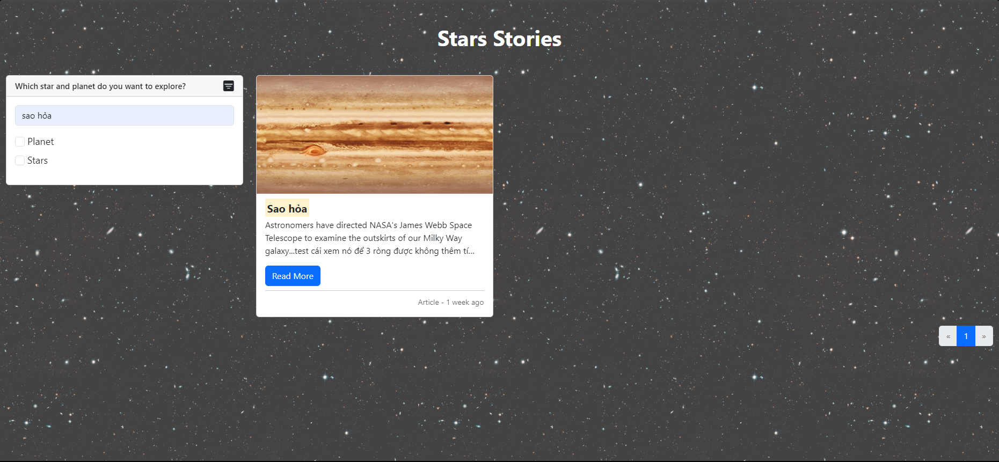 Stars Stories
Which star and planet do you want to explore?
sao hỏa
Planet
Stars
Sao hỏa
Astronomers have directed NASA's James Webb Space
Telescope to examine the outskirts of our Milky Way
galaxy...test cái xem nó để 3 ròng được không thêm tí...
Read More
Article - 1 week ago
« 1 »